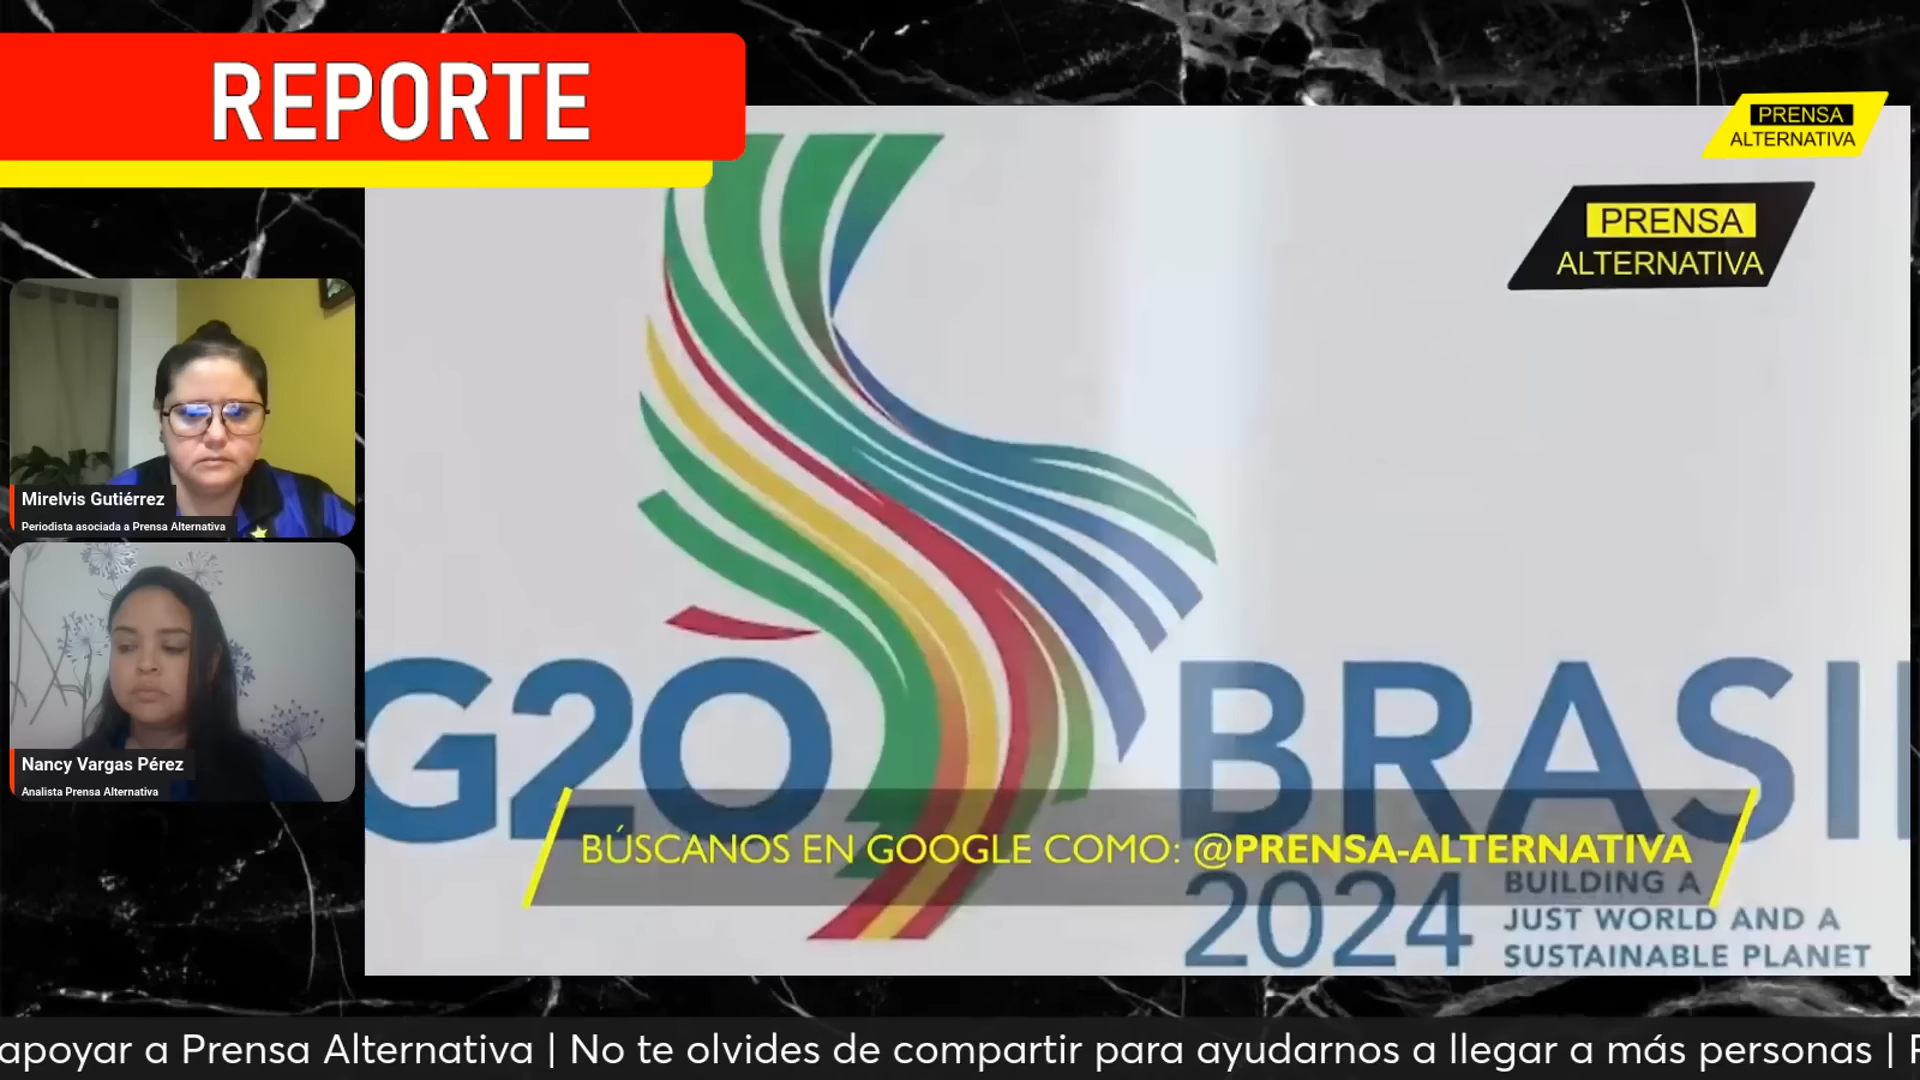 REPORTE
PRENSA
ALTERNATIVA
PRENSA
ALTERNATIVA
Mirelvis Gutiérrez
Periodista asociada a Prensa Alternativa
Nancy Vargas Pérez
Analista Prensa Alternativa
G20 BRASIL
BÚSCANOS EN GOOGLE COMO: @PRENSA-ALTERNATIVA
2024 BUILDING A
JUST WORLD AND A
SUSTAINABLE PLANET
apoyar a Prensa Alternativa | No te olvides de compartir para ayudarnos a llegar a más personas |